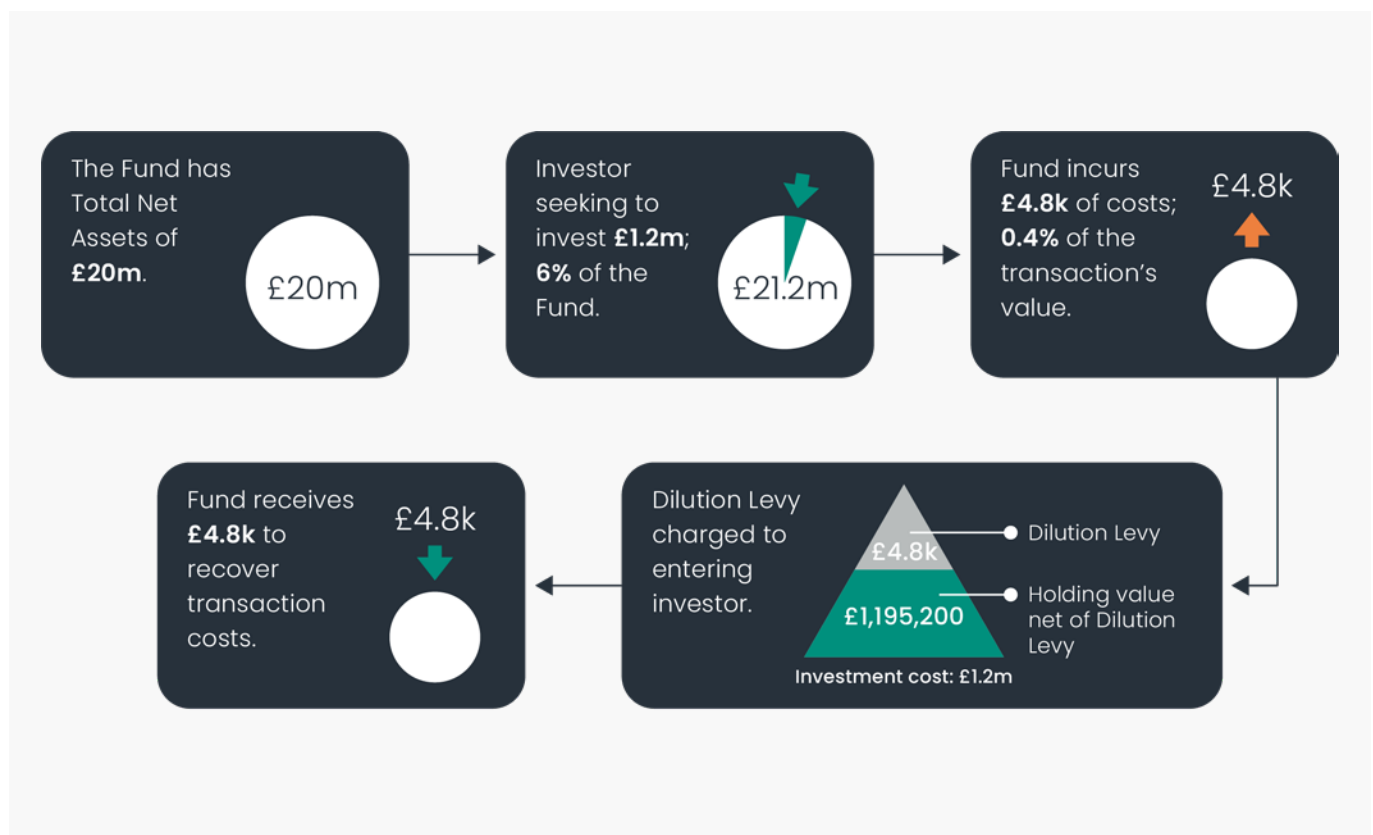 The Fund has
Total Net
Assets of
£20m.
£20m
Investor
seeking to
invest £1.2m;
6% of the
Fund.
£21.2m
Fund incurs
£4.8k of costs;
0.4% of the
transaction's
value.
£4.8k
Dilution Levy
charged to
entering
investor.
£4.8k
£1,195,200
Dilution Levy
Holding value
net of Dilution
Levy
Investment cost: £1.2m
Fund receives
£4.8k to
recover
transaction
costs.
£4.8k